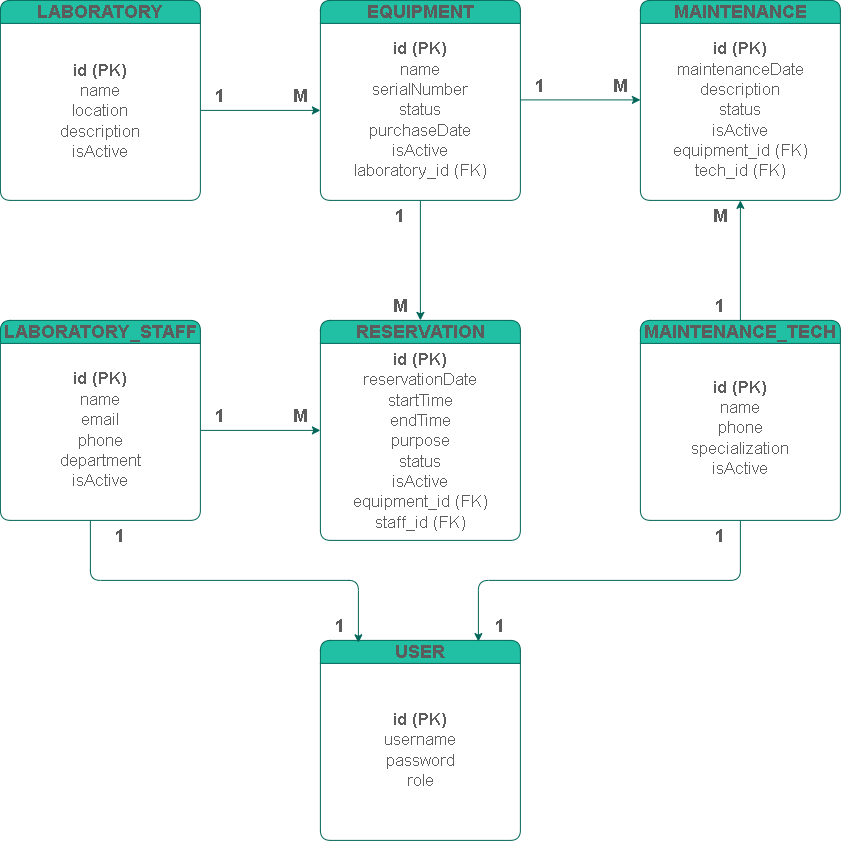 LABORATORY
id (PK)
name
location
description
isActive
1
M
EQUIPMENT
id (PK)
name
serialNumber
status
purchaseDate
isActive
laboratory_id (FK)
1
M
MAINTENANCE
id (PK)
maintenanceDate
description
status
isActive
equipment_id (FK)
tech_id (FK)
1
M
M
1
LABORATORY_STAFF
id (PK)
name
email
phone
department
isActive
1
M
RESERVATION
id (PK)
reservationDate
startTime
endTime
purpose
status
isActive
equipment_id (FK)
staff_id (FK)
MAINTENANCE_TECH
id (PK)
name
phone
specialization
isActive
1
1
1
1
USER
id (PK)
username
password
role